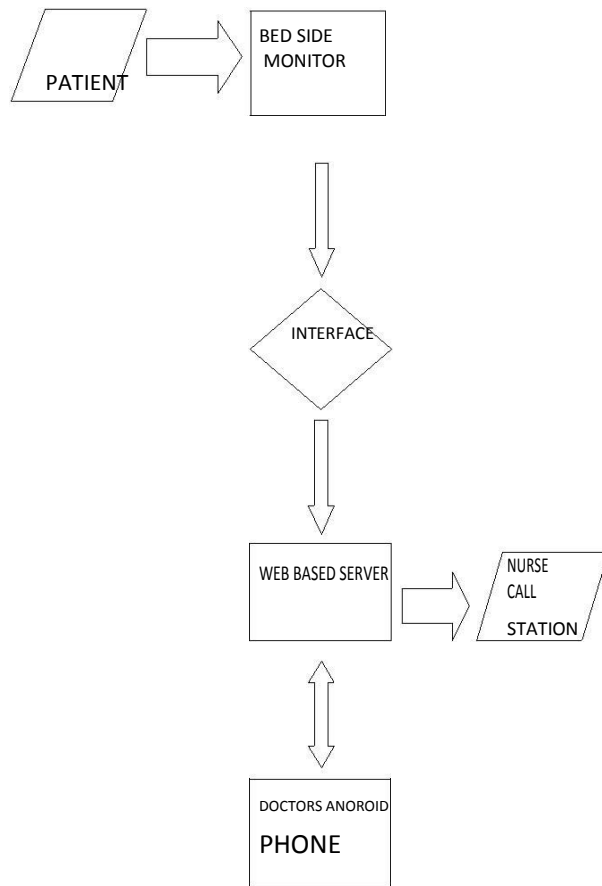 PATIENT
BED SIDE
MONITOR
INTERFACE
WEB BASED SERVER
NURSE
CALL
STATION
DOCTORS ANOROID
PHONE